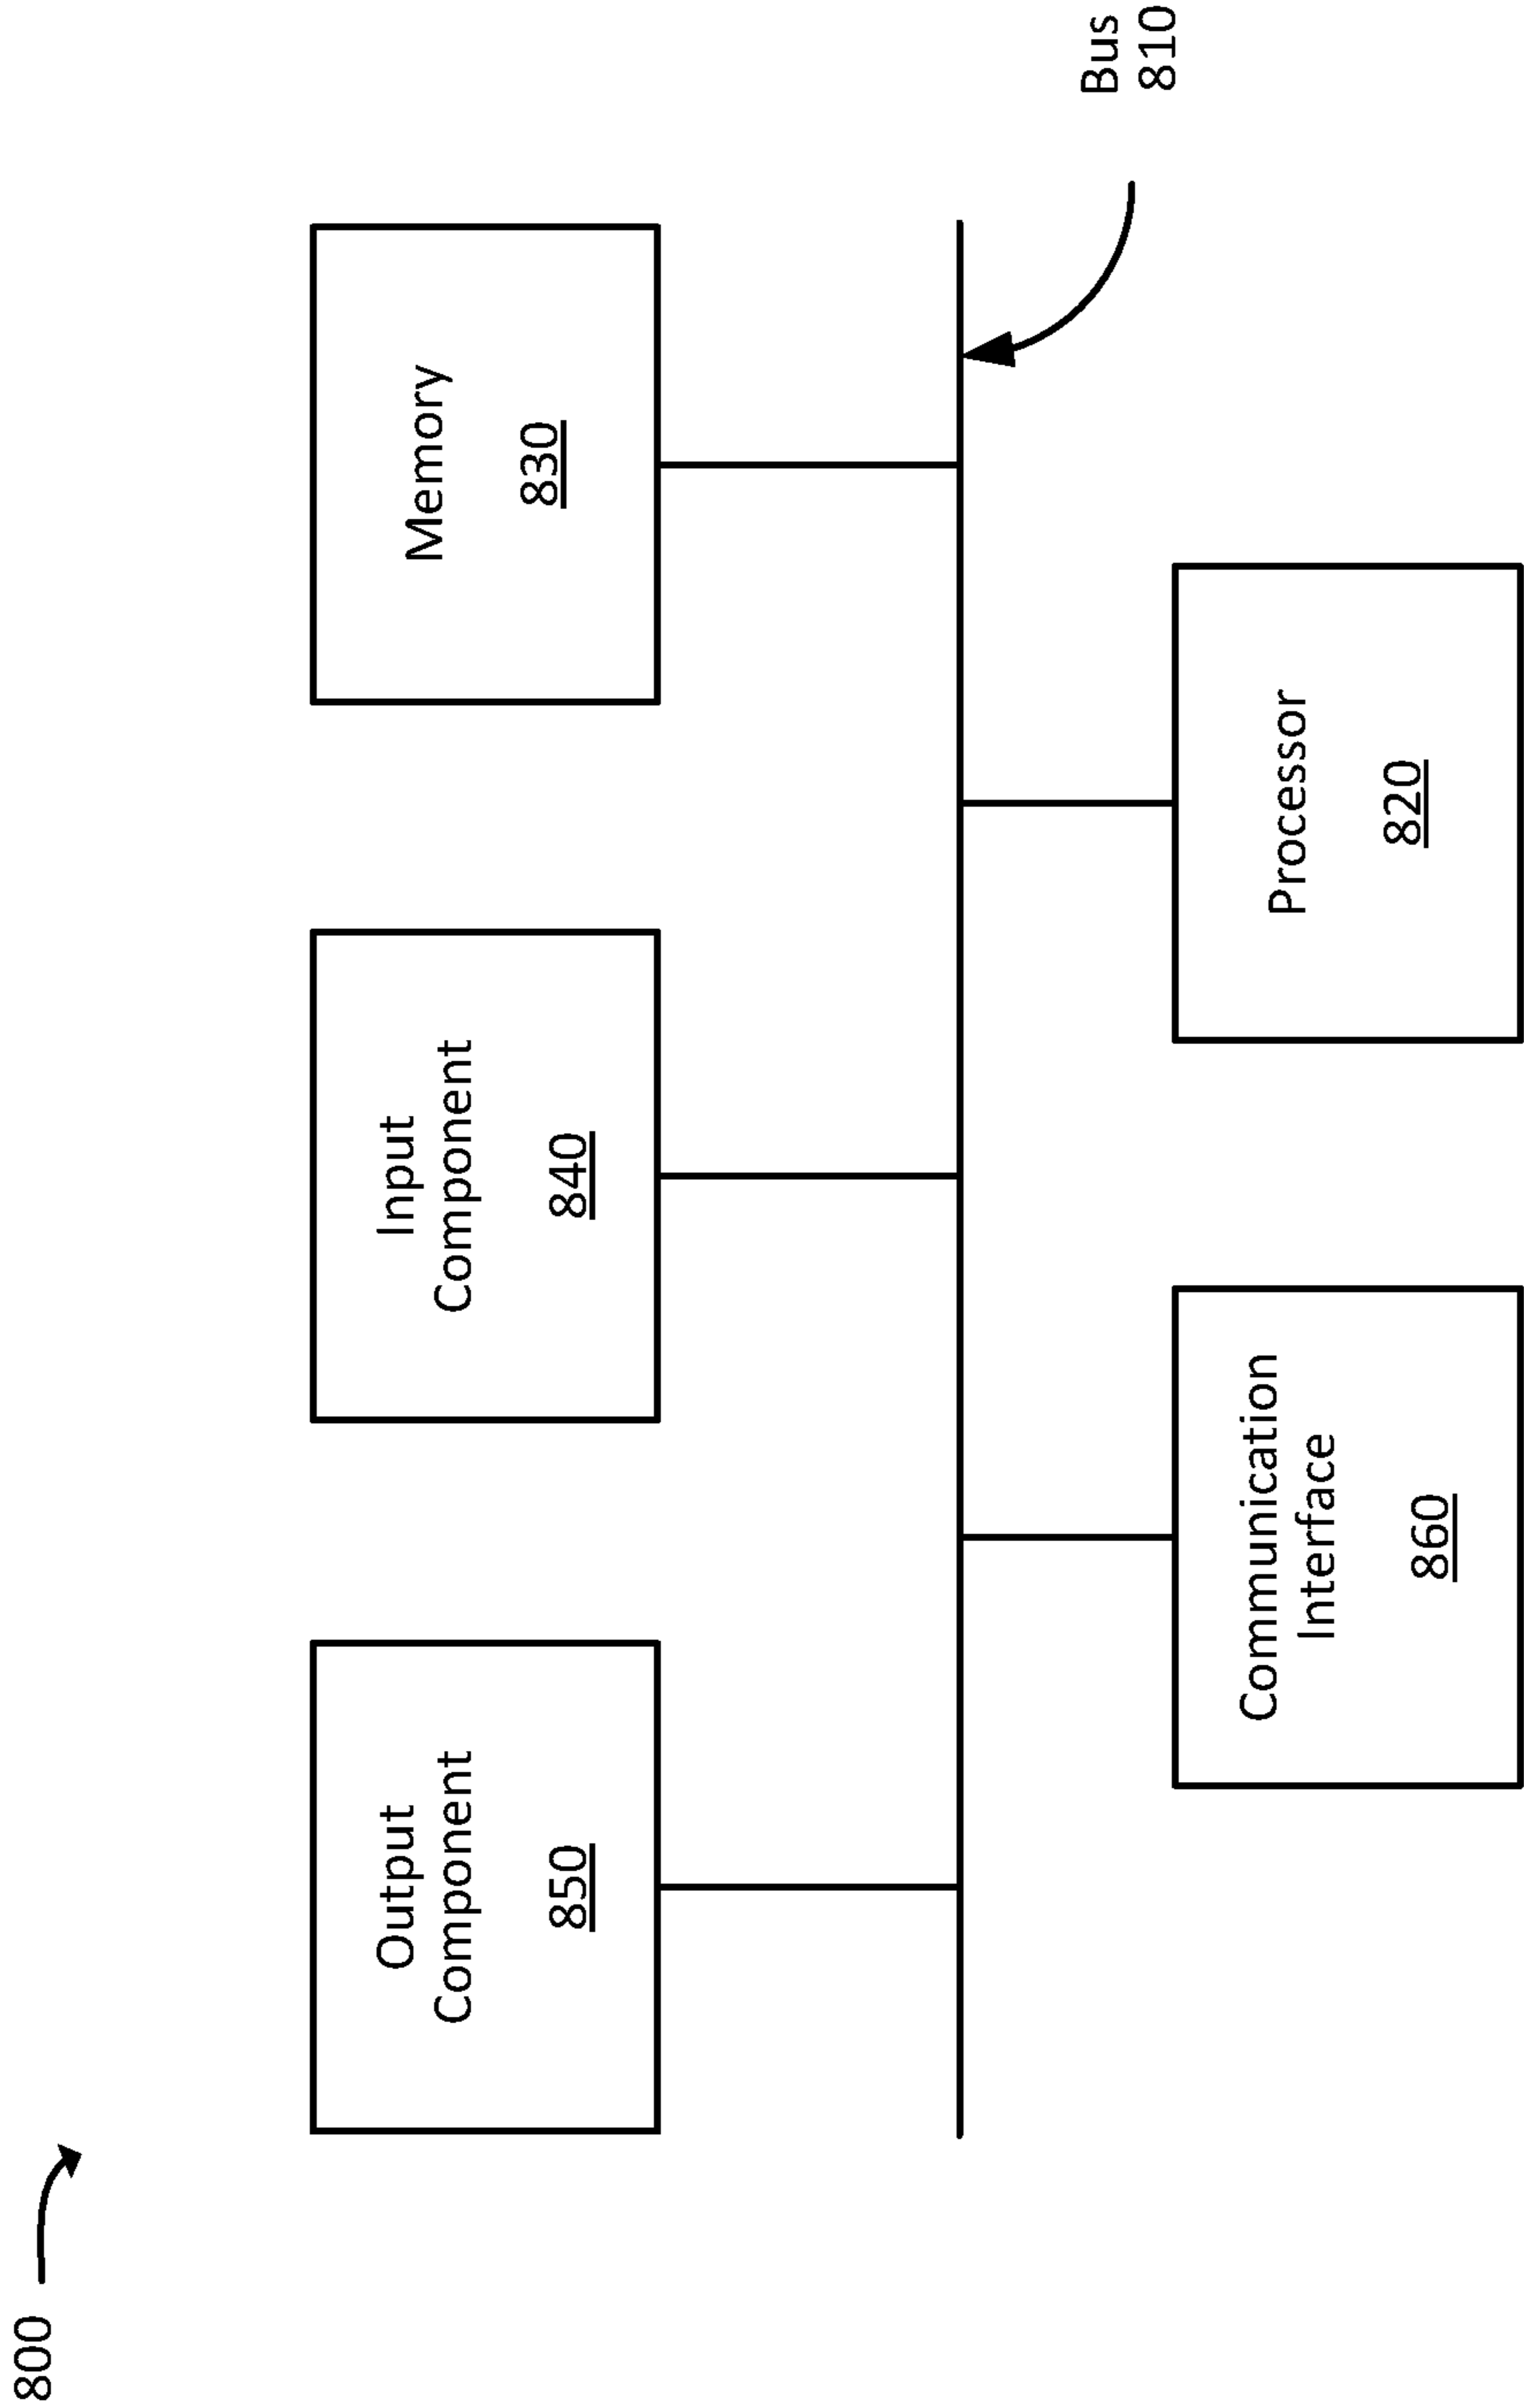 800
Output
Component
850
Input
Component
840
Memory
830
Bus
810
Communication
Interface
860
Processor
820